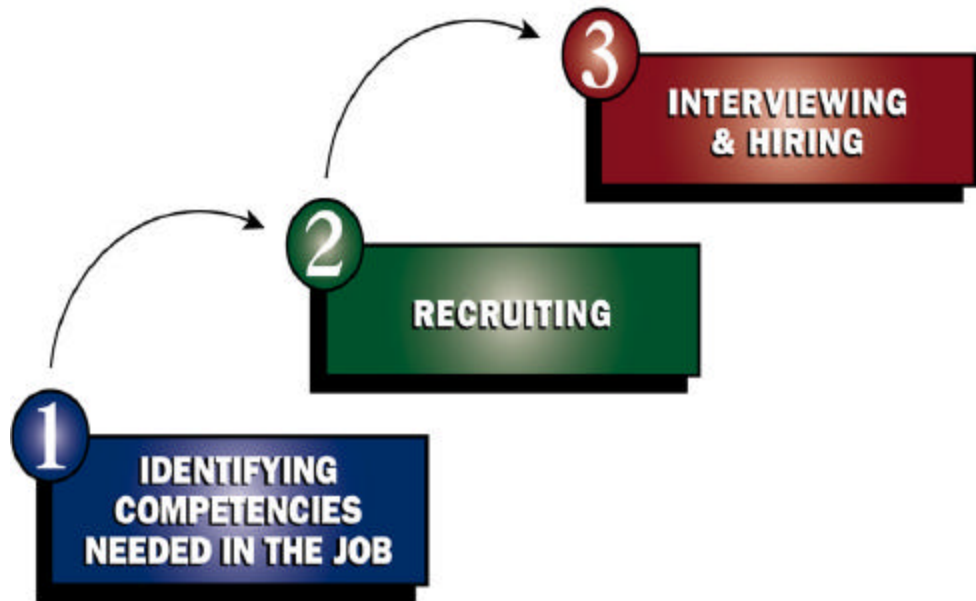 1
IDENTIFYING
COMPETENCIES
NEEDED IN THE JOB
2
RECRUITING
3
INTERVIEWING
& HIRING